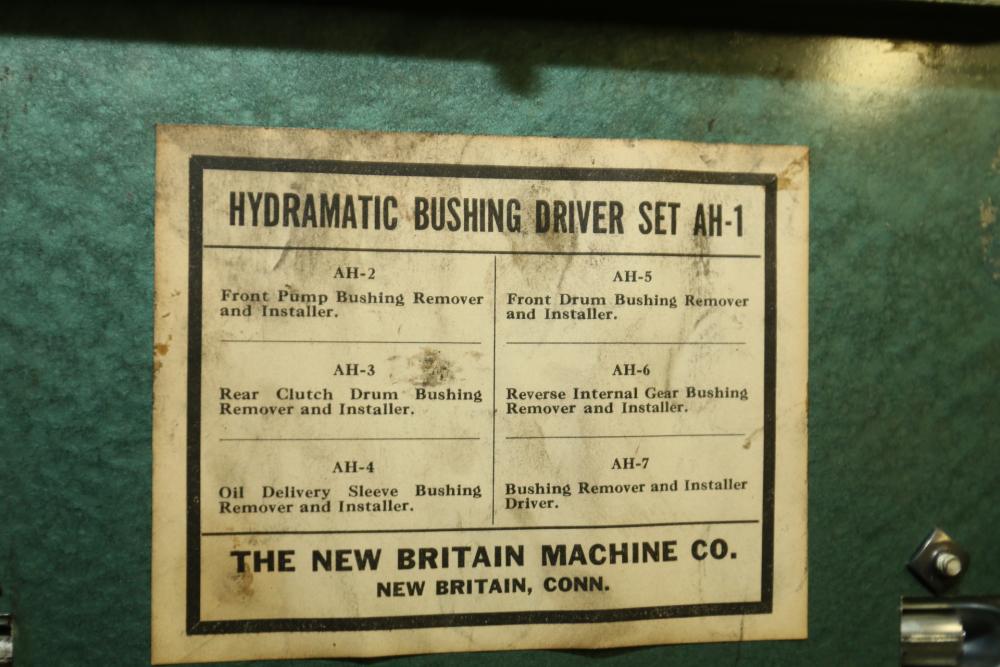 HYDRAMATIC BUSHING DRIVER SET AH-1
AH-2
Front Pump Bushing Remover
and Installer.
AH-3
Rear Clutch Drum Bushing
Remover and Installer.
AH-4
Oil Delivery Sleeve Bushing
Remover and Installer.
AH-5
Front Drum Bushing Remover
and Installer.
AH-6
Reverse Internal Gear Bushing
Remover and Installer.
AH-7
Bushing Remover and Installer
Driver.
THE NEW BRITAIN MACHINE CO.
NEW BRITAIN, CONN.